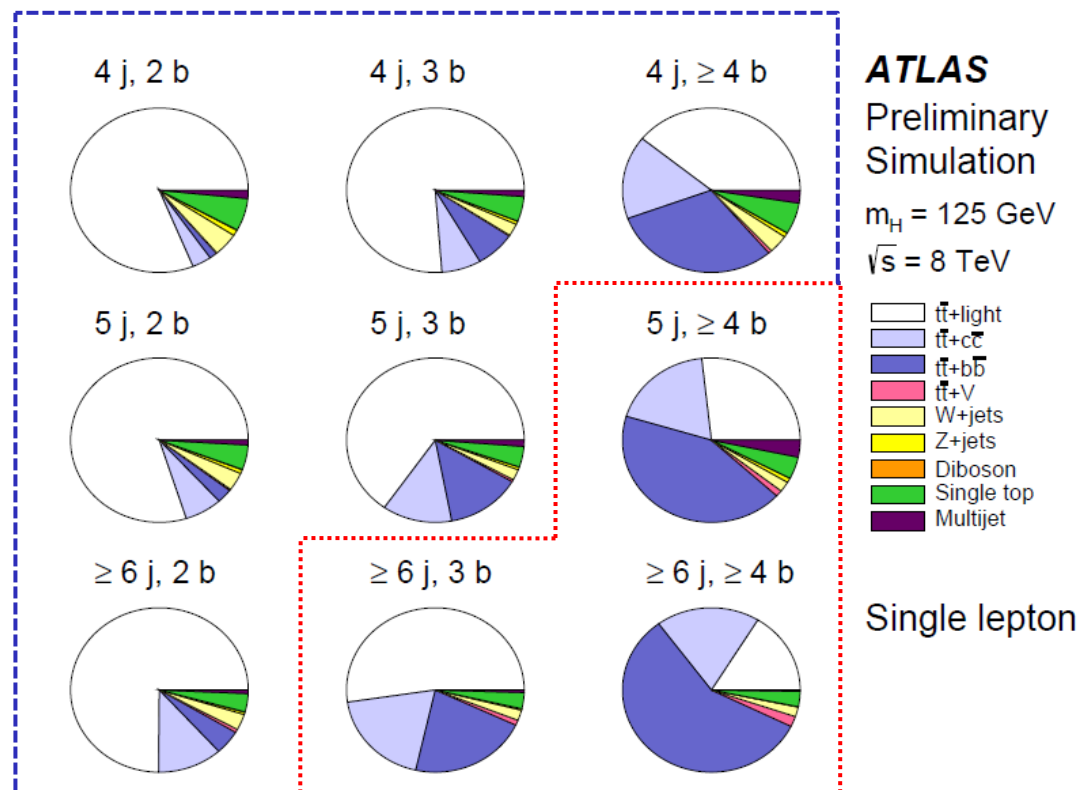 4 j, 2 b
4 j, 3 b
4 j, ≥ 4 b
5 j, 2 b
5 j, 3 b
5 j, ≥ 4 b
≥ 6 j, 2 b
≥ 6 j, 3 b
≥ 6 j, ≥ 4 b
ATLAS
Preliminary
Simulation
m_H = 125 GeV
√s = 8 TeV
tt̄+light
tt̄+cc̄
tt̄+bb̄
tt̄+V
W+jets
Z+jets
Diboson
Single top
Multijet
Single lepton